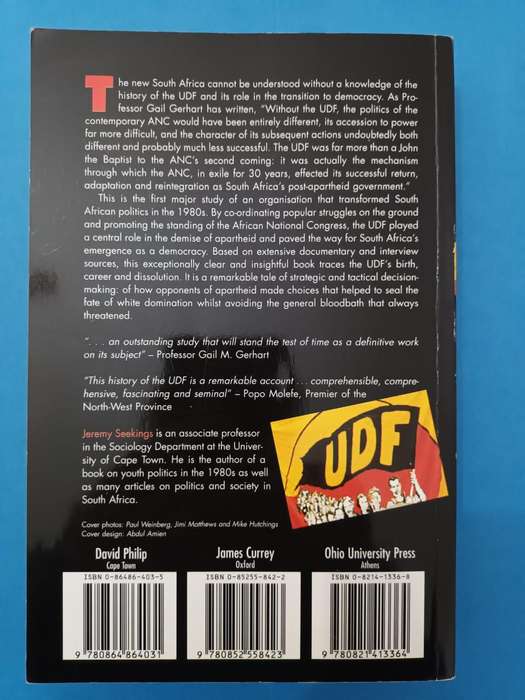 The new South Africa cannot be understood without a knowledge of the
history of the UDF and its role in the transition to democracy. As Pro-
fessor Gail Gerhart has written, "Without the UDF, the politics of the
contemporary ANC would have been entirely different, its accession to power
far more difficult, and the character of its subsequent actions undoubtedly both
different and probably much less successful. The UDF was far more than a John
the Baptist to the ANC's second coming: it was actually the mechanism
through which the ANC, in exile for 30 years, effected its successful return,
adaptation and reintegration as South Africa's post-apartheid government."
This is the first major study of an organisation that transformed South
African politics in the 1980s. By co-ordinating popular struggles on the ground
and promoting the standing of the African National Congress, the UDF played
a central role in the demise of apartheid and paved the way for South Africa's
emergence as a democracy. Based on extensive documentary and interview
sources, this exceptionally clear and insightful book traces the UDF's birth,
career and dissolution. It is a remarkable tale of strategic and tactical decision-
making: of how opponents of apartheid made choices that helped to seal the
fate of white domination whilst avoiding the general bloodbath that always
threatened.
". . . an outstanding study that will stand the test of time as a definitive work
on its subject" – Professor Gail M. Gerhart
"This history of the UDF is a remarkable account . . . comprehensible, compre-
hensive, fascinating and seminal" – Popo Molefe, Premier of the
North-West Province
Jeremy Seekings is an associate professor
in the Sociology Department at the Univer-
sity of Cape Town. He is the author of a
book on youth politics in the 1980s as well
as many articles on politics and society in
South Africa.
UDF
Cover photos: Paul Weinberg, Jimi Matthews and Mike Hutchings
Cover design: Abdul Amien
David Philip
Cape Town
James Currey
Oxford
Ohio University Press
Athens
ISBN 0-86486-403-5
ISBN 0-85255-842-2
ISBN 0-8214-1336-8
9 780864 864031
9 780852 558423
9 780821 413364